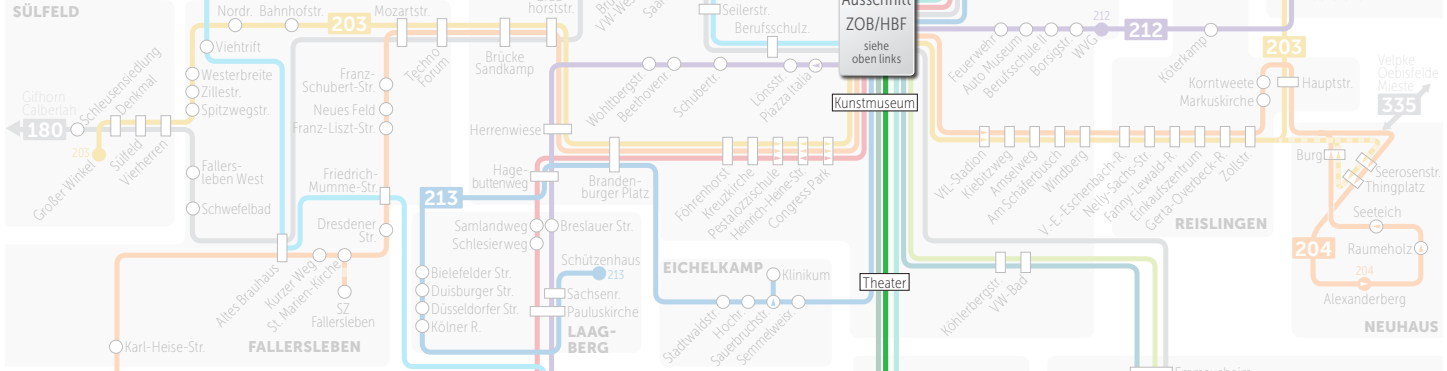 SÜLFELD
Nordr.
Bahnhofstr.
203
Mozartstr.
horststr.
Seilerstr.
Berufsschulz.
Ausschnitt
ZOB/HBF
siehe
oben links
212
212
203
Viehtrift
Westerbreite
Zillestr.
Spitzwegstr.
Techno
Forum
Brücke
Sandkamp
Franz-
Schubert-Str.
Neues Feld
Franz-Liszt-Str.
Wohltbergstr.
Beethovenr.
Schubertr.
Lönsstr.
Piazza Italia
Kunstmuseum
Feuerwehr
Auto Museum
Berufsschule II
Borsigstr.
WVG
Köterkamp
Korntweete
Markuskirche
Hauptstr.
Velpke
Oebisfelde
Mieste
335
Gifhorn
Calberlah
180
203
Großer Winkel
Schleusensiedlung
Denkmal
Sülfeld
Vierherren
Herrenwiese
Fallers-
leben West
Schwefelbad
Friedrich-
Mumme-Str.
Dresdener
Str.
213
Hage-
buttenweg
Branden-
burger Platz
Föhrenhorst
Kreuzkirche
Pestalozzischule
Heinrich-Heine-Str.
Congress Park
VfL-Stadion
Kiebitzweg
Amselweg
Am Schäferbusch
Windberg
V.-E.-Eschenbach-R.
Nelly-Sachs-Str.
Fanny-Lewald-R.
Einkaufszentrum
Gerta-Overbeck-R.
Zollstr.
REISLINGEN
Burg
Seerosenstr.
Thingplatz
Seeteich
Raumeholz
204
204
Alexanderberg
NEUHAUS
Samlandweg
Schlesierweg
Breslauer Str.
Schützenhaus
213
Bielefelder Str.
Duisburger Str.
Düsseldorfer Str.
Kölner R.
Sachsenr.
Pauluskirche
LAAG-
BERG
EICHELKAMP
Klinikum
Stadtwaldstr.
Hochr.
Sauerbruchstr.
Semmelweisr.
Theater
Köhlerbergstr.
VW-Bad
Altes Brauhaus
Kurzer Weg
St. Marien-Kirche
SZ
Fallersleben
Karl-Heise-Str.
FALLERSLEBEN